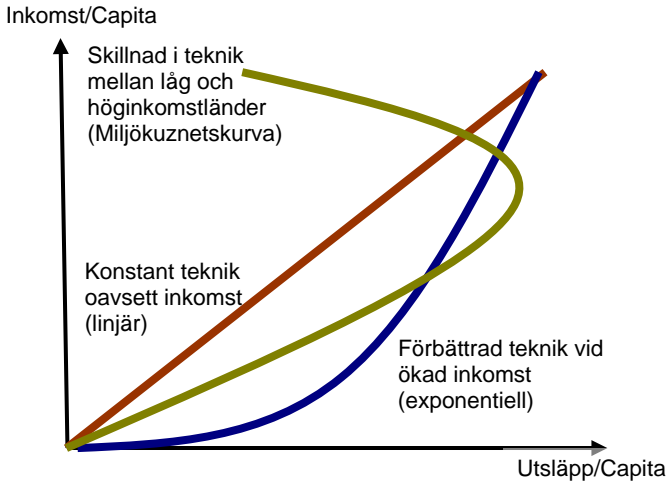 Inkomst/Capita
Skillnad i teknik
mellan låg och
höginkomstländer
(Miljökuznetskurva)
Konstant teknik
oavsett inkomst
(linjär)
Förbättrad teknik vid
ökad inkomst
(exponentiell)
Utsläpp/Capita